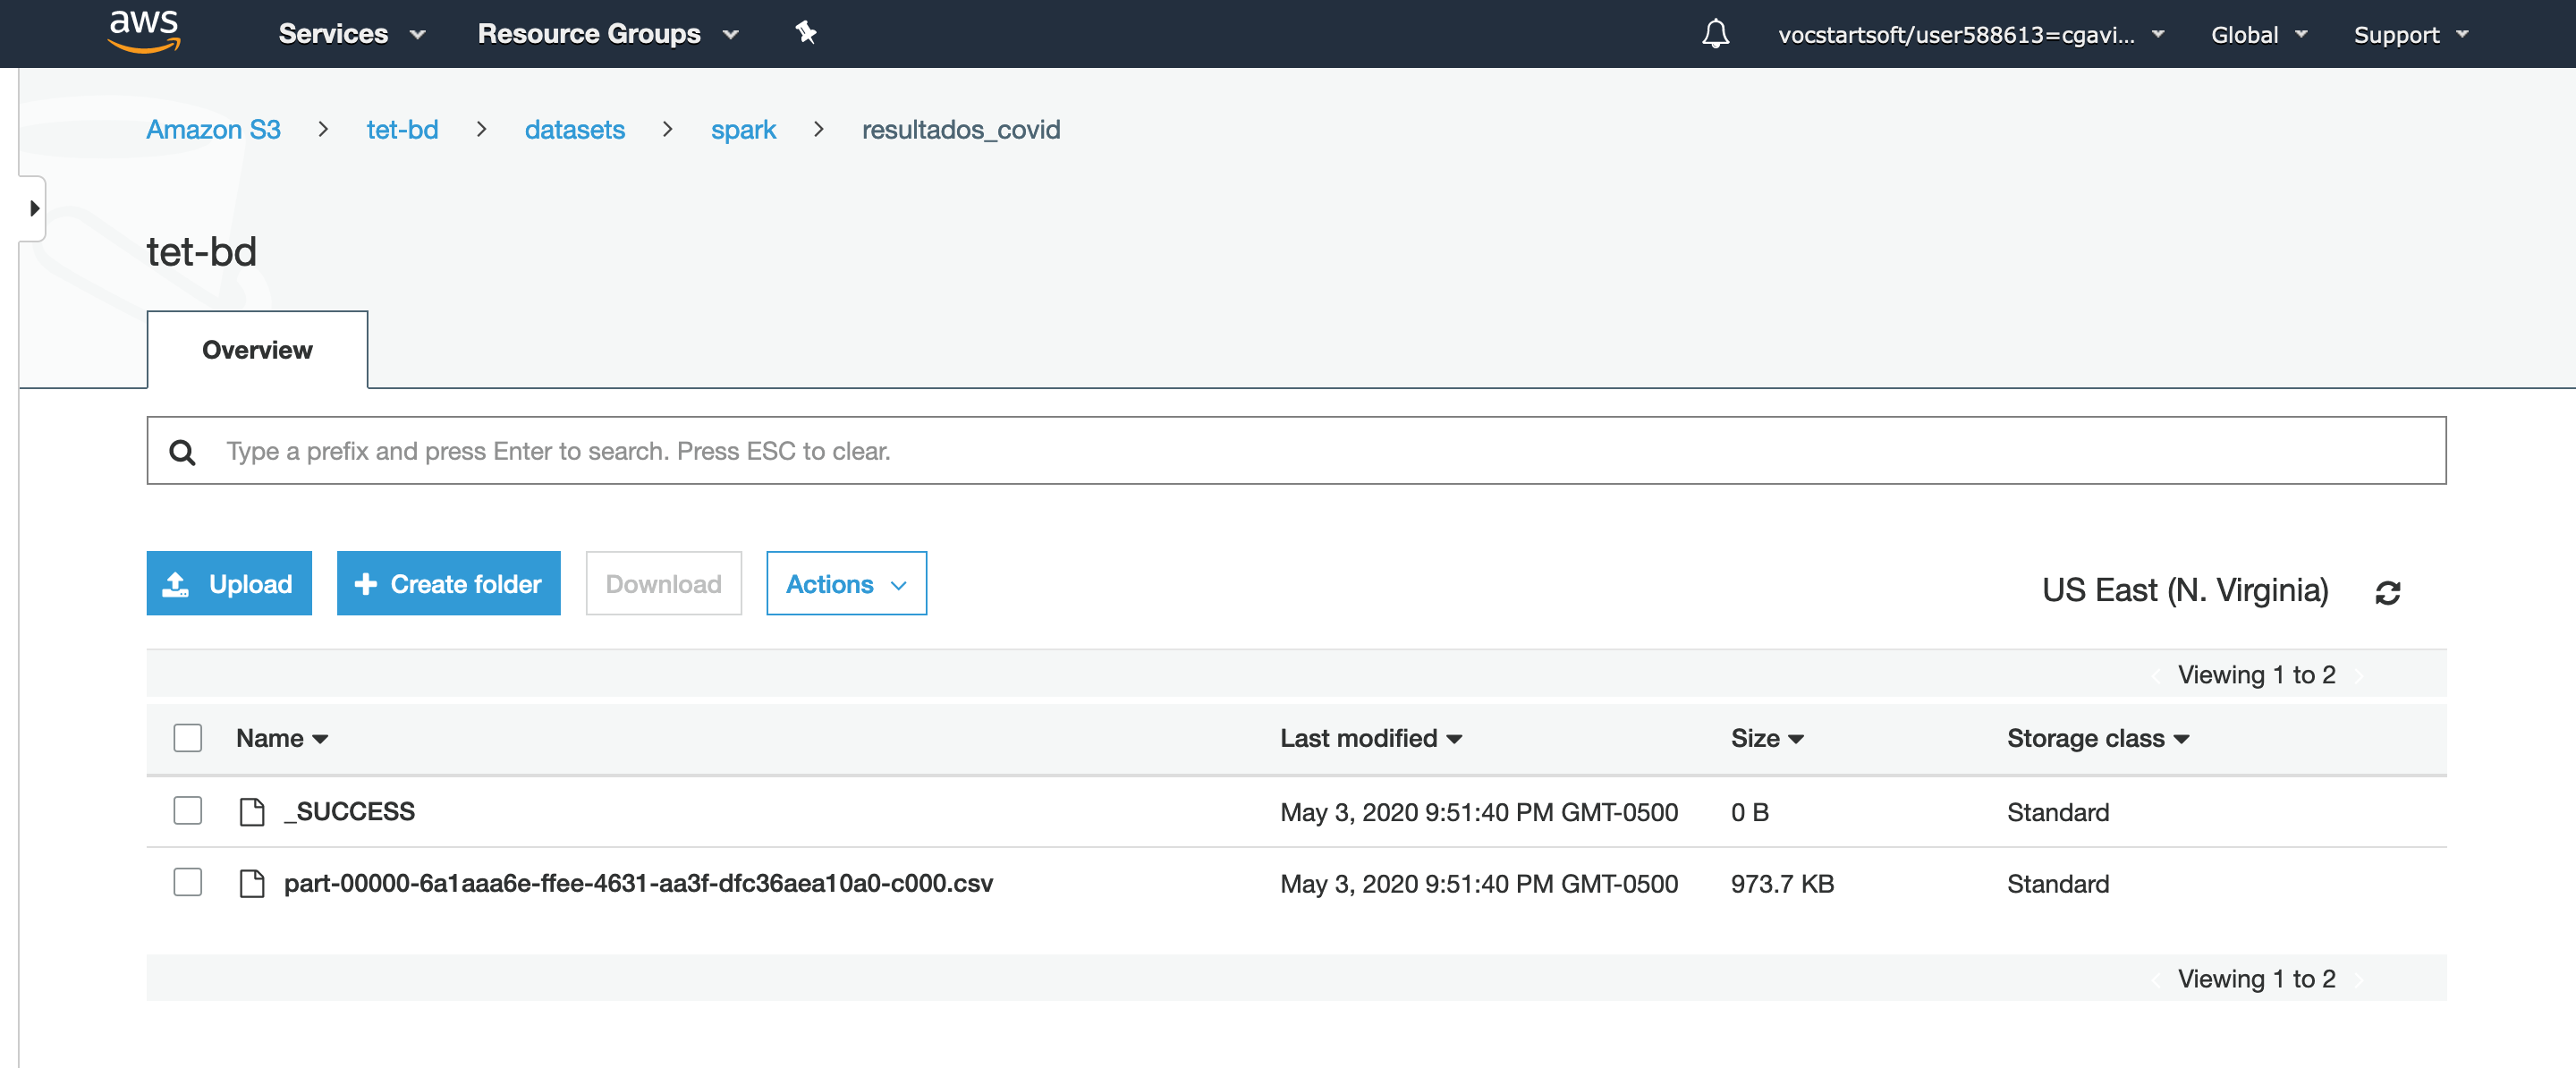 aws Services Resource Groups vocstartsoft/user588613=cgavi... Global Support
Amazon S3 > tet-bd > datasets > spark > resultados_covid
tet-bd
Overview
Type a prefix and press Enter to search. Press ESC to clear.
Upload + Create folder Download Actions US East (N. Virginia)
Viewing 1 to 2
Name Last modified Size Storage class
_SUCCESS May 3, 2020 9:51:40 PM GMT-0500 0 B Standard
part-00000-6a1aaa6e-ffee-4631-aa3f-dfc36aea10a0-c000.csv May 3, 2020 9:51:40 PM GMT-0500 973.7 KB Standard
Viewing 1 to 2